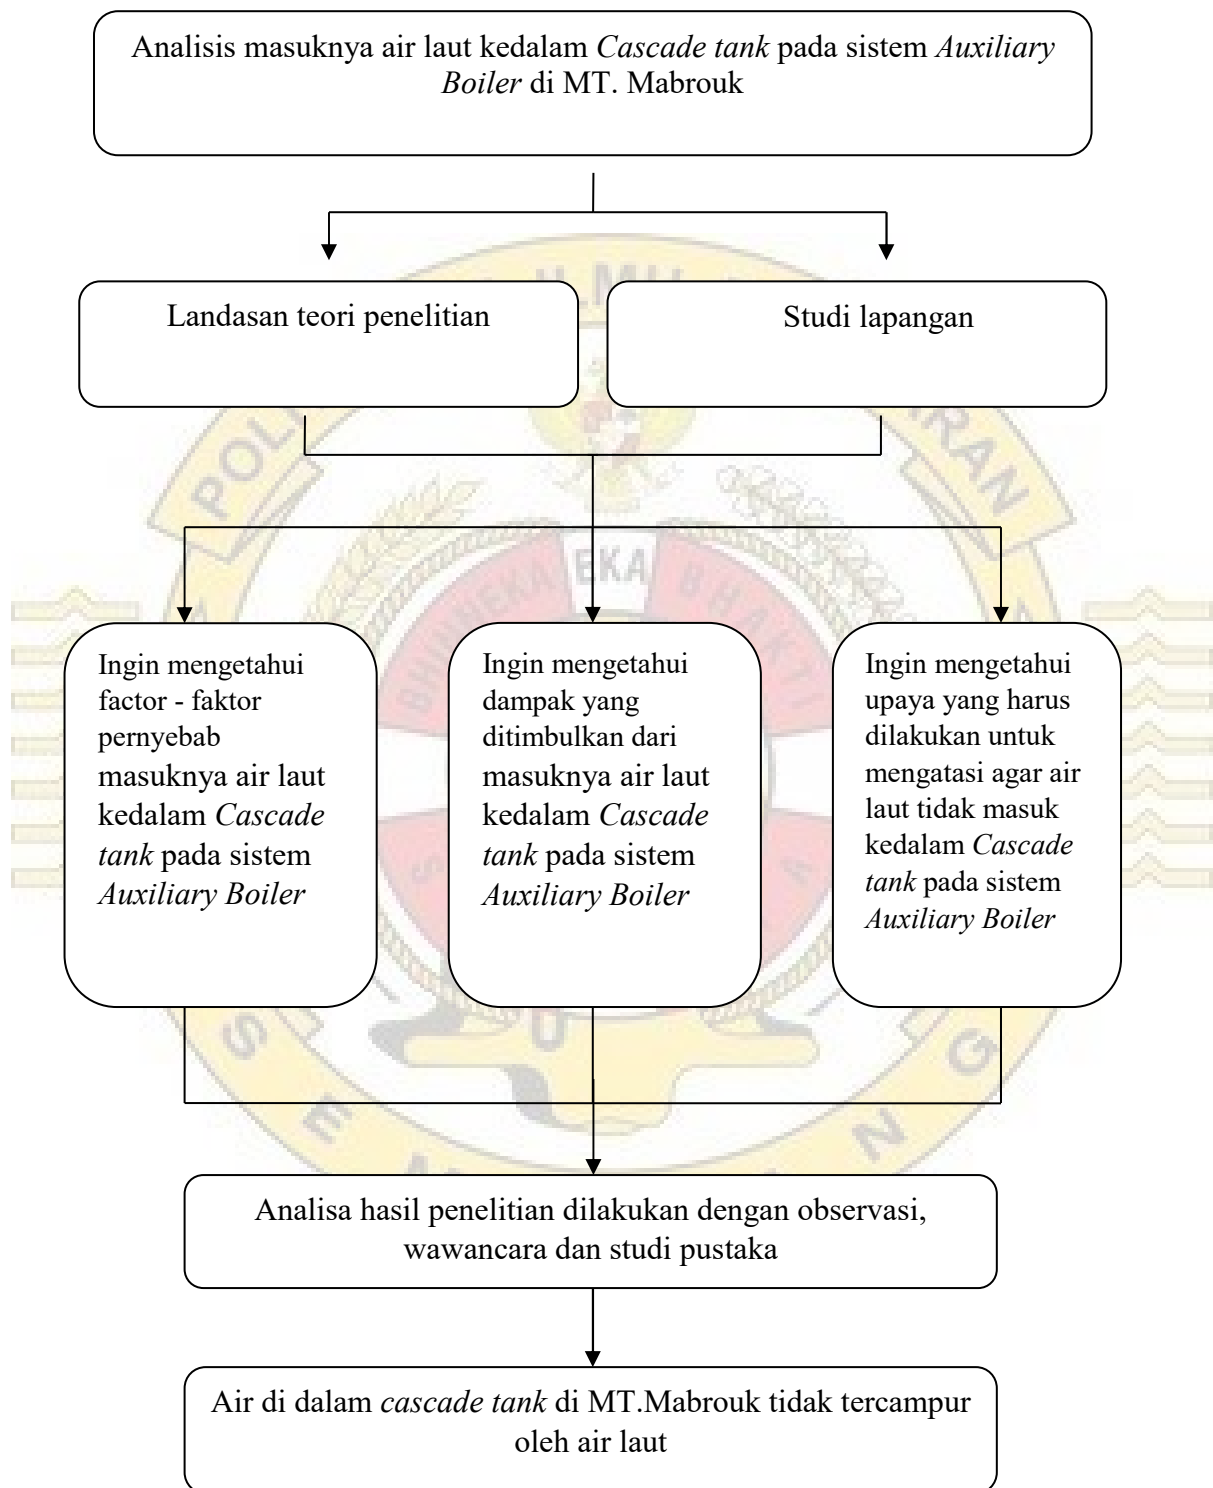 Analisis masuknya air laut kedalam Cascade tank pada sistem Auxiliary
Boiler di MT. Mabrouk
Landasan teori penelitian
Studi lapangan
Ingin mengetahui
factor - faktor
pernyebab
masuknya air laut
kedalam Cascade
tank pada sistem
Auxiliary Boiler
Ingin mengetahui
dampak yang
ditimbulkan dari
masuknya air laut
kedalam Cascade
tank pada sistem
Auxiliary Boiler
Ingin mengetahui
upaya yang harus
dilakukan untuk
mengatasi agar air
laut tidak masuk
kedalam Cascade
tank pada sistem
Auxiliary Boiler
Analisa hasil penelitian dilakukan dengan observasi,
wawancara dan studi pustaka
Air di dalam cascade tank di MT.Mabrouk tidak tercampur
oleh air laut